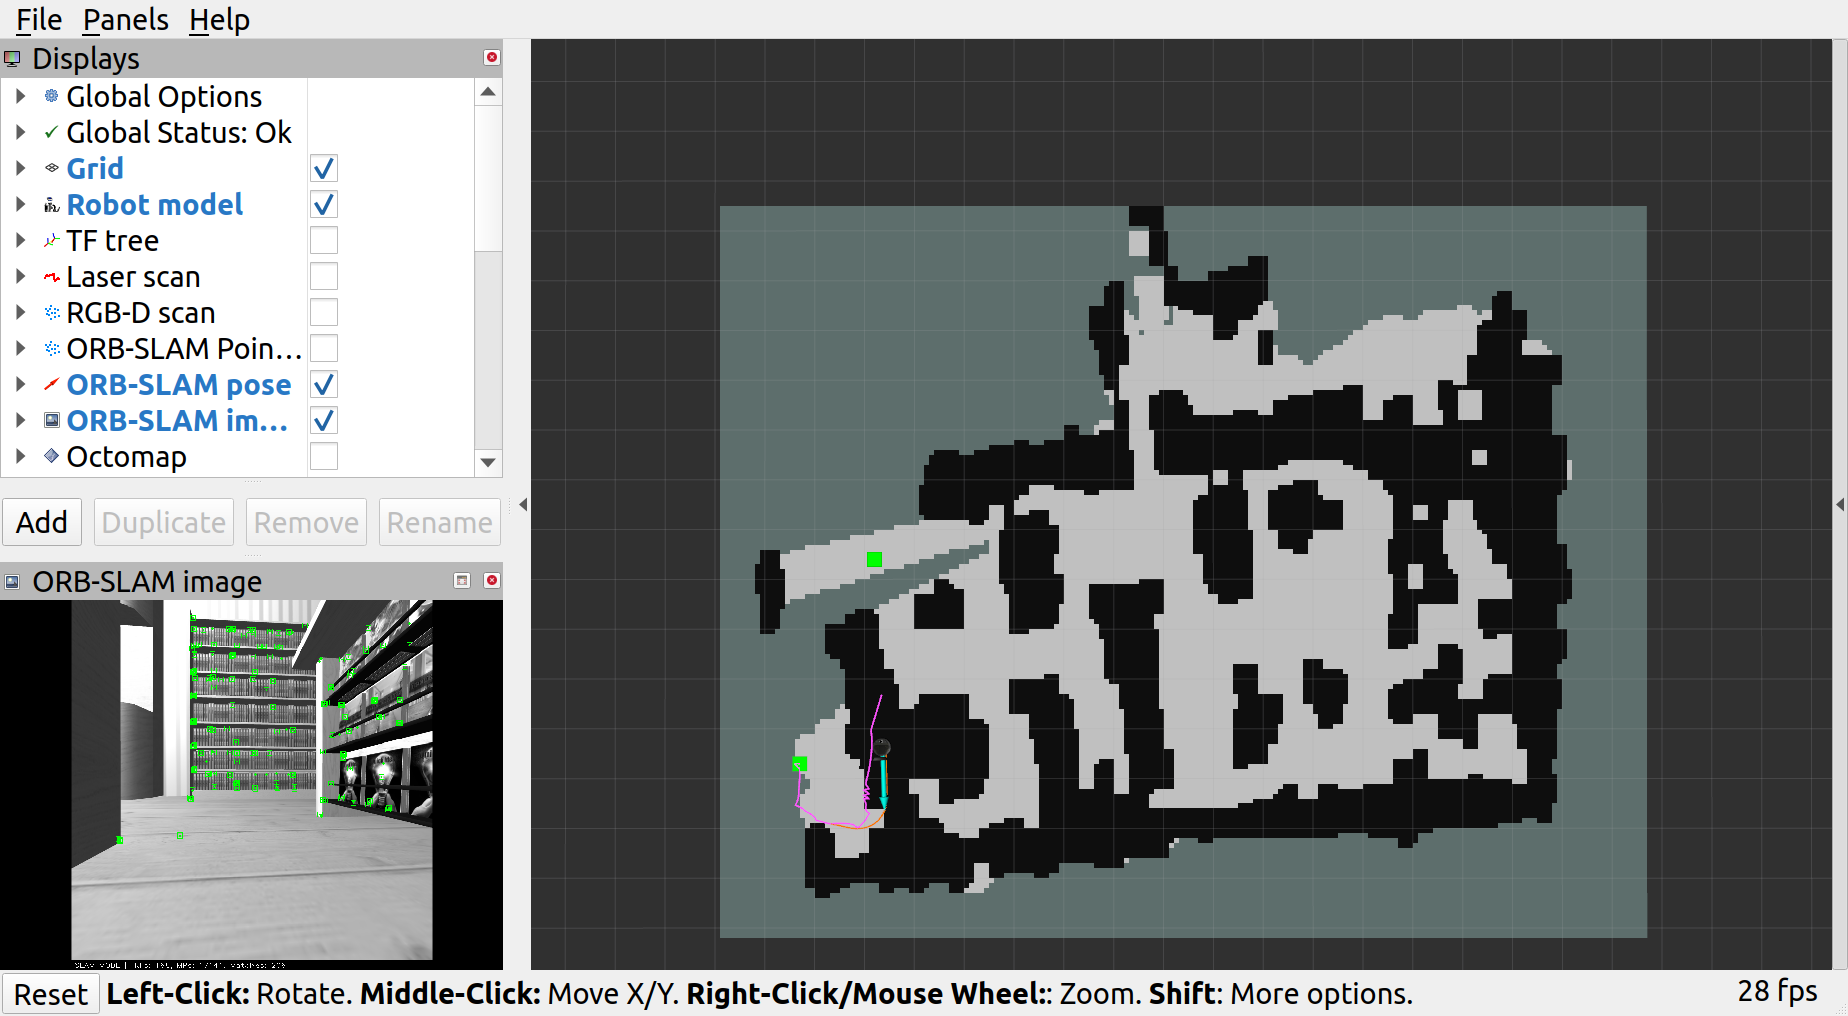 File Panels Help
Displays
Global Options
Global Status: Ok
Grid
Robot model
TF tree
Laser scan
RGB-D scan
ORB-SLAM Poin...
ORB-SLAM pose
ORB-SLAM im...
Octomap
Add Duplicate Remove Rename
ORB-SLAM image
SLAM MODE |
Reset Left-Click: Rotate. Middle-Click: Move X/Y. Right-Click/Mouse Wheel:: Zoom. Shift: More options. 28 fps